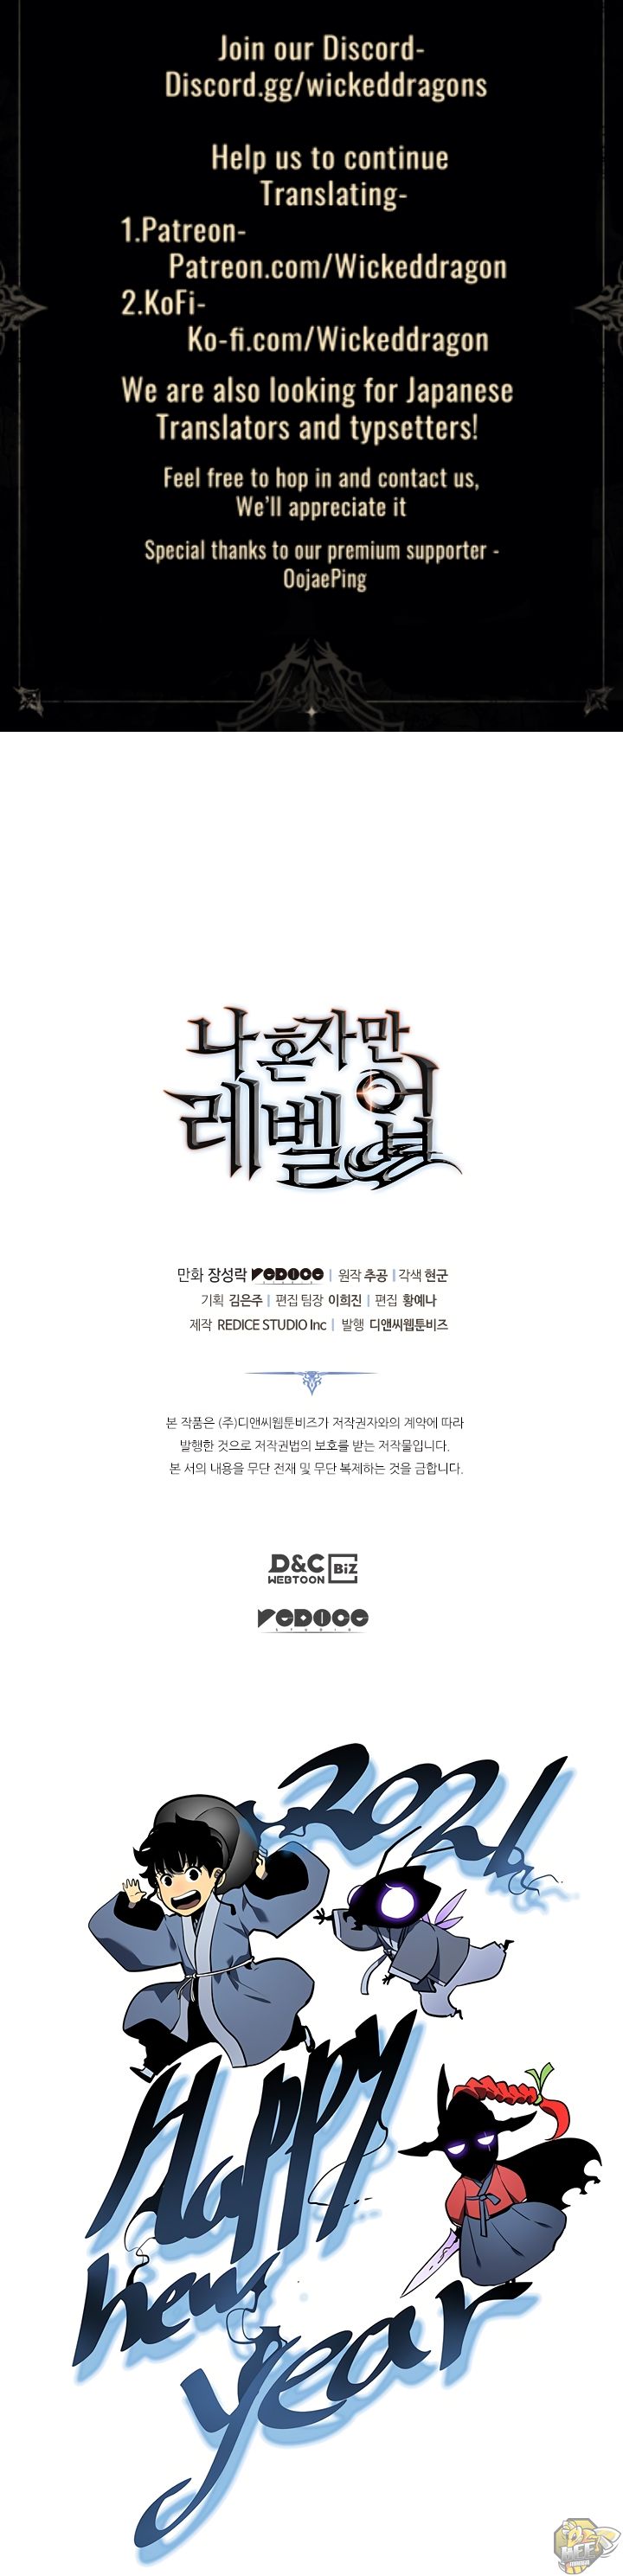 Join our Discord-
Discord.gg/wickeddragons
Help us to continue
Translating-
1.Patreon-
Patreon.com/Wickeddragon
2.KoFi-
Ko-fi.com/Wickeddragon
We are also looking for Japanese
Translators and typsetters!
Feel free to hop in and contact us,
We'll appreciate it
Special thanks to our premium supporter -
OojaePing
나 혼자만
레벨업
만화 장성락 REDICE STUDIO | 원작 추공 | 각색 현군
기획 김은주 | 편집 팀장 이희진 | 편집 황예나
제작 REDICE STUDIO Inc | 발행 디앤씨웹툰비즈
본 작품은 (주)디앤씨웹툰비즈가 저작권자와의 계약에 따라
발행한 것으로 저작권법의 보호를 받는 저작물입니다.
본 서의 내용을 무단 전재 및 무단 복제하는 것을 금합니다.
D&C
WEBTOON BiZ
REDICE
STUDIO
2021
Happy
new
year
BEE